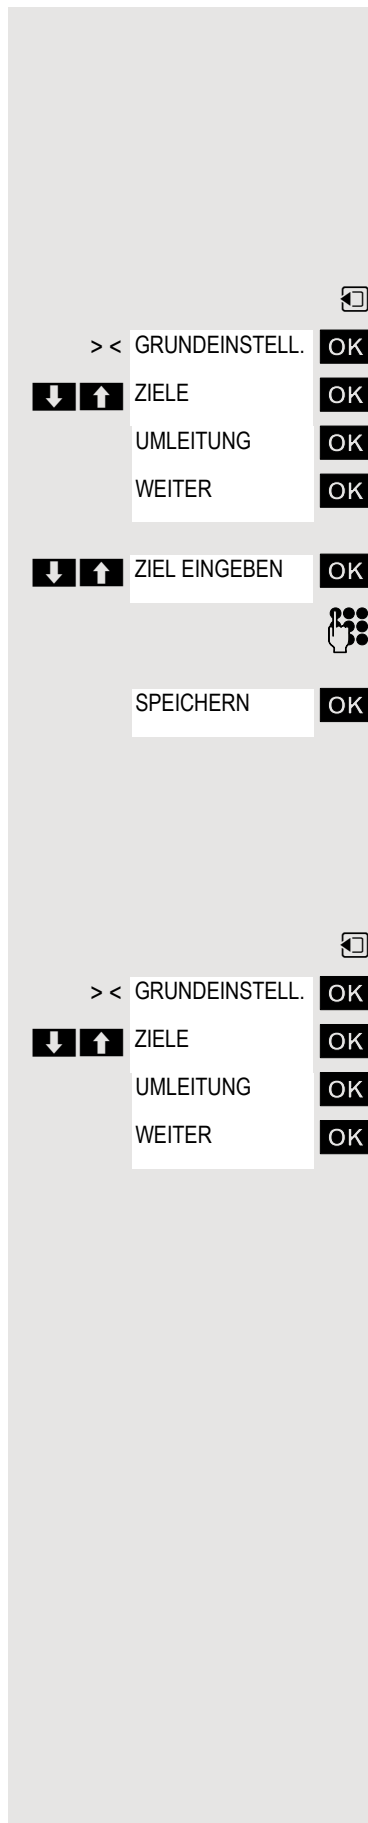 > < GRUNDEINSTELL. OK
ZIELE OK
UMLEITUNG OK
WEITER OK
ZIEL EINGEBEN OK
SPEICHERN OK
> < GRUNDEINSTELL. OK
ZIELE OK
UMLEITUNG OK
WEITER OK